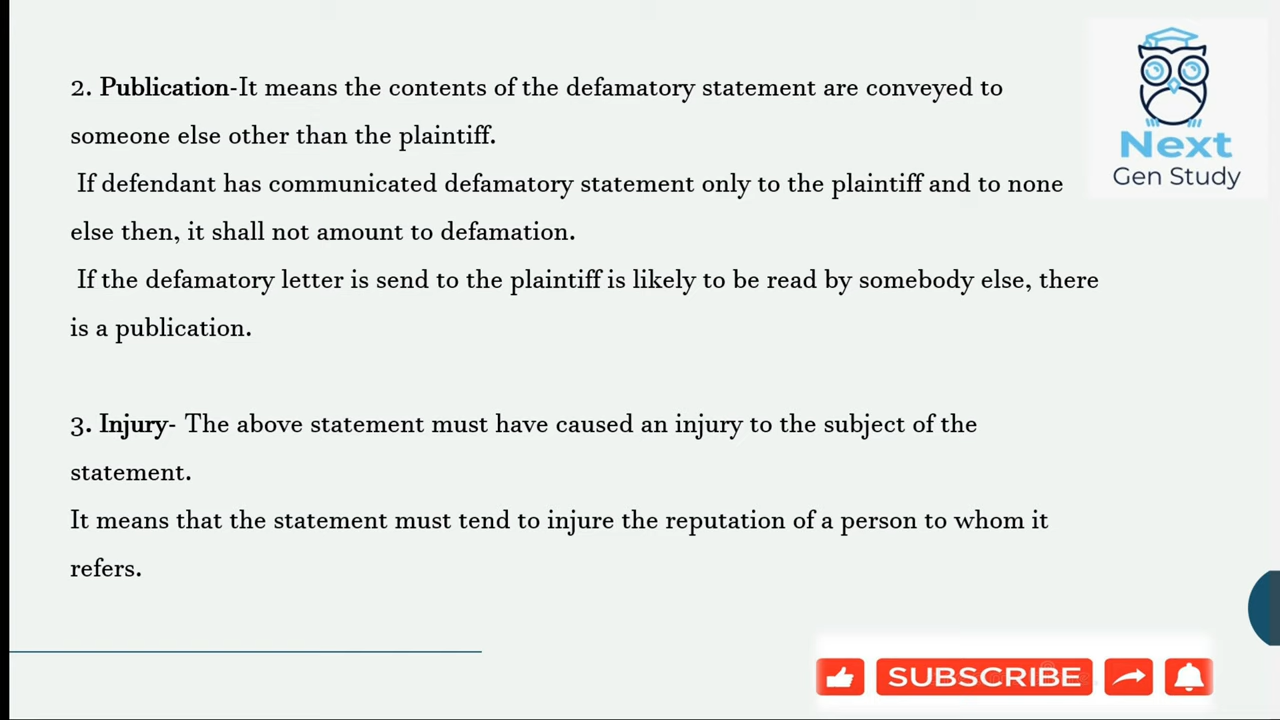 2. Publication-It means the contents of the defamatory statement are conveyed to
someone else other than the plaintiff.
If defendant has communicated defamatory statement only to the plaintiff and to none
else then, it shall not amount to defamation.
If the defamatory letter is send to the plaintiff is likely to be read by somebody else, there
is a publication.
3. Injury- The above statement must have caused an injury to the subject of the
statement.
It means that the statement must tend to injure the reputation of a person to whom it
refers.
Next
Gen Study
SUBSCRIBE